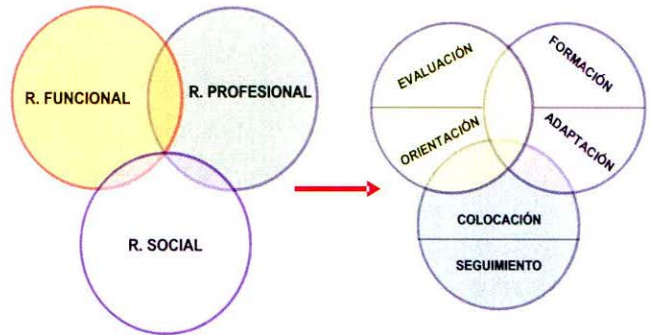 R. FUNCIONAL
R. PROFESIONAL
R. SOCIAL
EVALUACIÓN
ORIENTACIÓN
FORMACIÓN
ADAPTACIÓN
COLOCACIÓN
SEGUIMIENTO